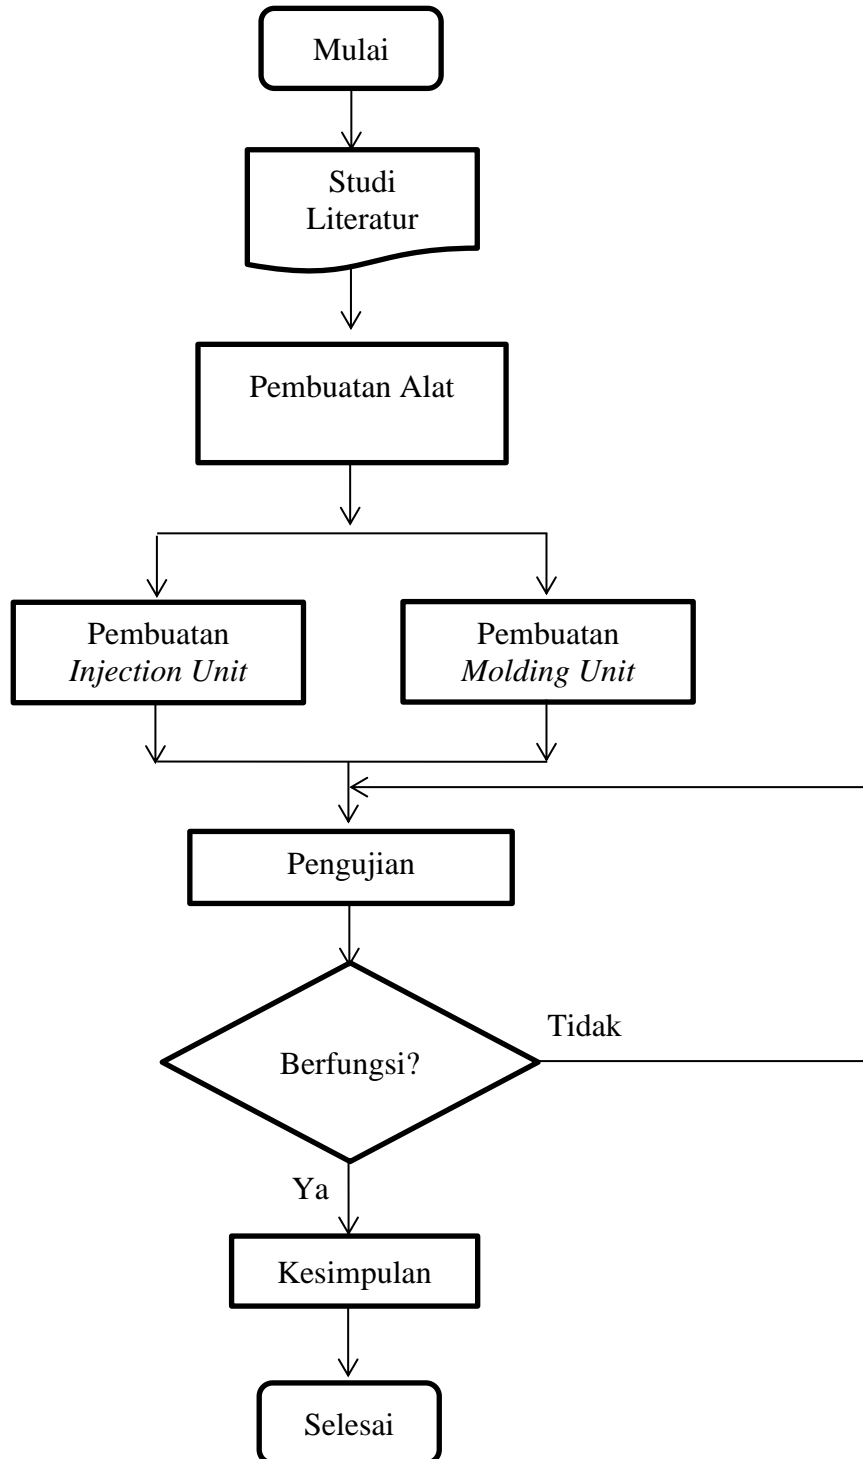 Mulai
Studi
Literatur
Pembuatan Alat
Pembuatan
Injection Unit
Pembuatan
Molding Unit
Pengujian
Tidak
Berfungsi?
Ya
Kesimpulan
Selesai